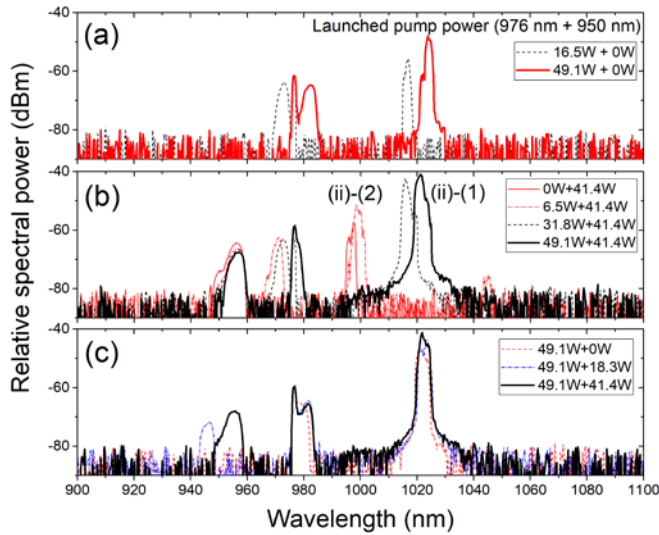 (a)
Launched pump power (976 nm + 950 nm)
16.5W + 0W
49.1W + 0W
-60
-80
-40
(b)
(ii)-(2)
(ii)-(1)
0W+41.4W
6.5W+41.4W
31.8W+41.4W
49.1W+41.4W
-60
-80
-40
(c)
49.1W+0W
49.1W+18.3W
49.1W+41.4W
-60
-80
900 920 940 960 980 1000 1020 1040 1060 1080 1100
Wavelength (nm)
Relative spectral power (dBm)